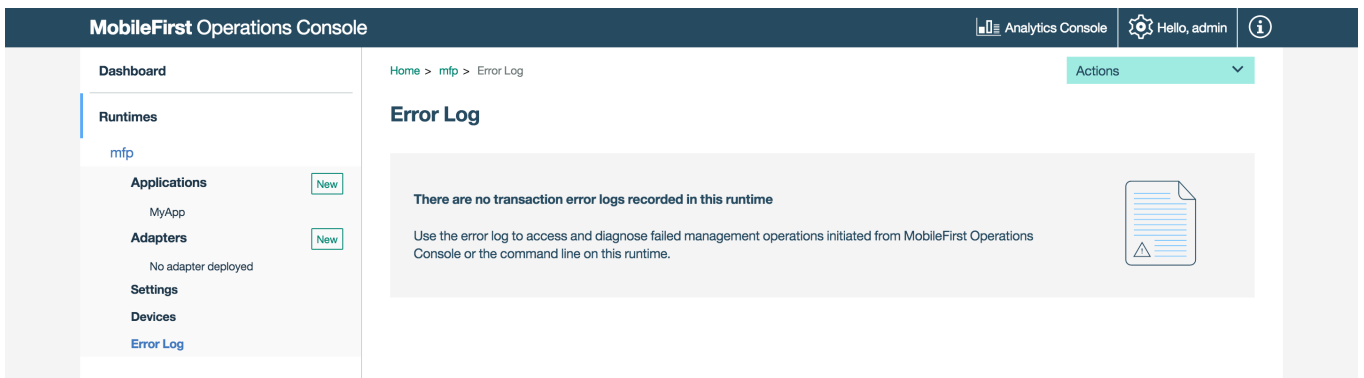 MobileFirst Operations Console
Analytics Console
Hello, admin
Dashboard
Runtimes
mfp
Applications
New
MyApp
Adapters
New
No adapter deployed
Settings
Devices
Error Log
Home > mfp > Error Log
Actions
Error Log
There are no transaction error logs recorded in this runtime
Use the error log to access and diagnose failed management operations initiated from MobileFirst Operations
Console or the command line on this runtime.